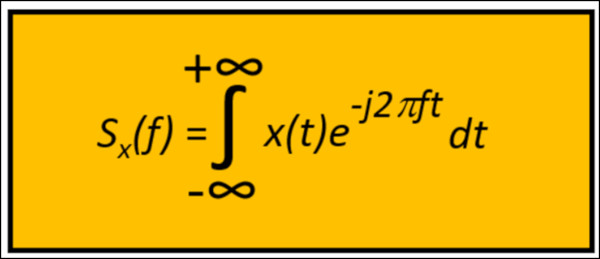 +∞
Sₓ(f) = ∫ x(t)e^-j2πft dt
-∞